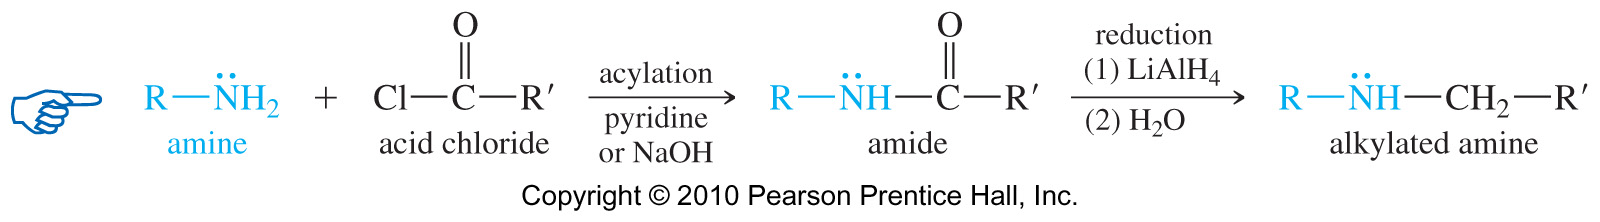 O
O
reduction
R—N̈H₂ + Cl—C—R′
acylation
R—N̈H—C—R′
(1) LiAlH₄
R—N̈H—CH₂—R′
pyridine
(2) H₂O
amine
acid chloride
or NaOH
amide
alkylated amine
Copyright © 2010 Pearson Prentice Hall, Inc.